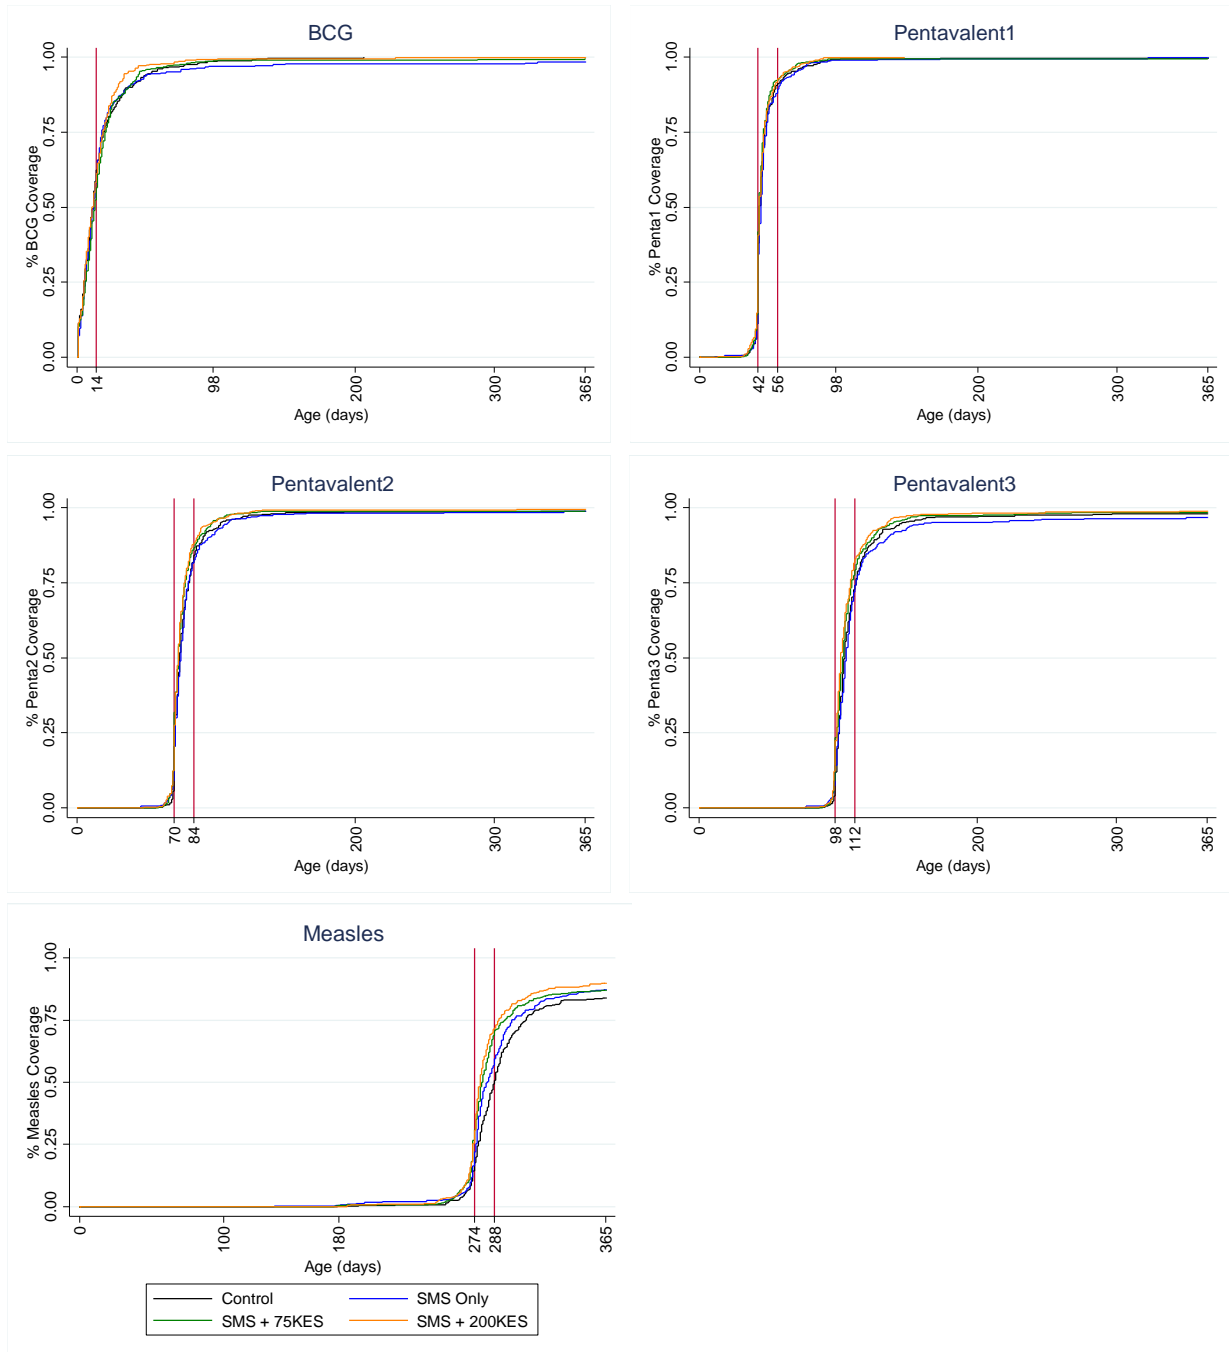 BCG
% BCG Coverage
1.00
0.75
0.50
0.25
0.00
0 14 98 200 300 365
Age (days)
Pentavalent1
% Penta1 Coverage
1.00
0.75
0.50
0.25
0.00
0 42 56 98 200 300 365
Age (days)
Pentavalent2
% Penta2 Coverage
1.00
0.75
0.50
0.25
0.00
0 70 84 200 300 365
Age (days)
Pentavalent3
% Penta3 Coverage
1.00
0.75
0.50
0.25
0.00
0 98 112 200 300 365
Age (days)
Measles
% Measles Coverage
1.00
0.75
0.50
0.25
0.00
0 100 180 274 288 365
Age (days)
Control SMS Only
SMS + 75KES SMS + 200KES